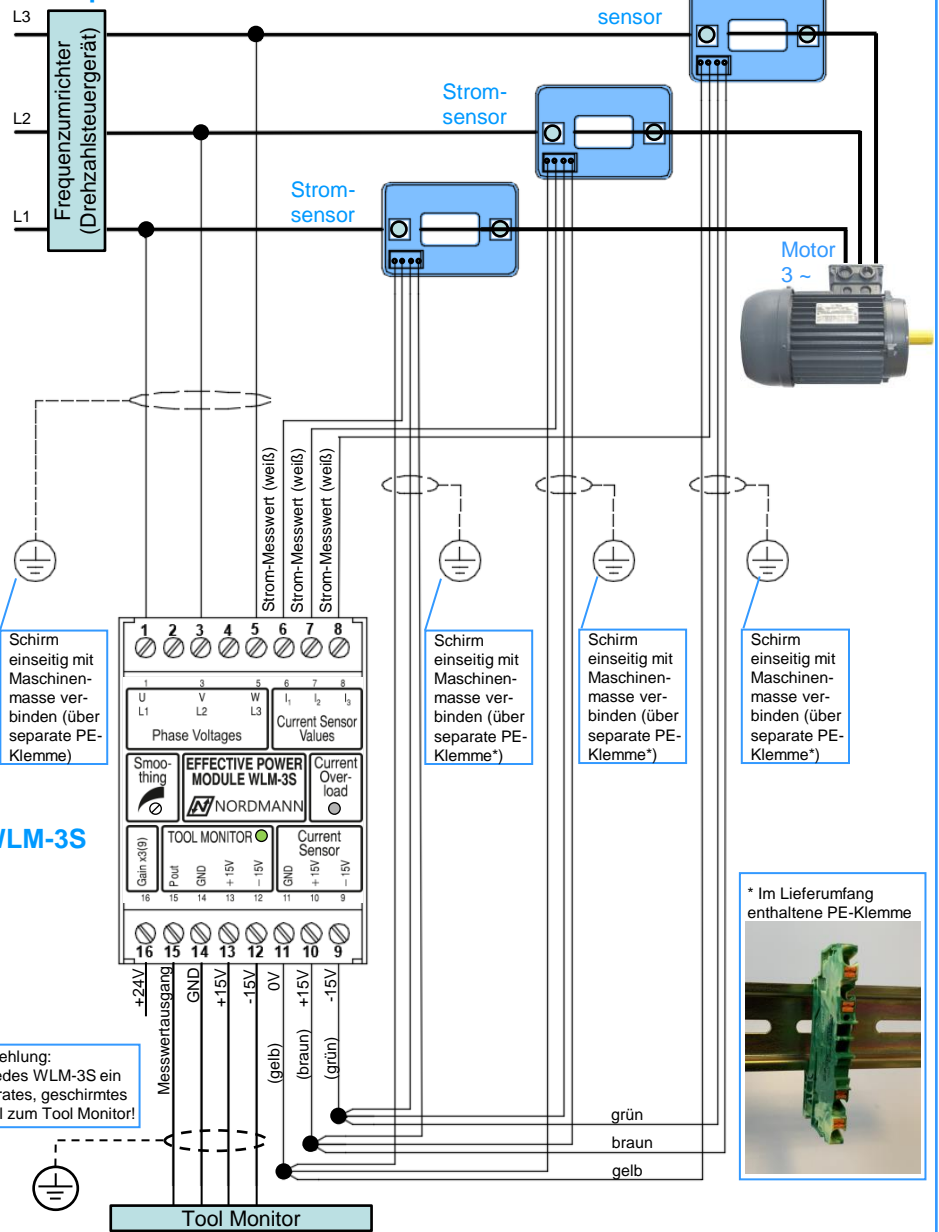 L3
sensor
L2
Frequenzumrichter
(Drehzahlsteuergerät)
Strom-
sensor
L1
Strom-
sensor
Motor
3 ~
Strom-Messwert (weiß)
Strom-Messwert (weiß)
Strom-Messwert (weiß)
Schirm
einseitig mit
Maschinen-
masse ver-
binden (über
separate PE-
Klemme)
1 2 3 4 5 6 7 8
1 3 5 6 7 8
U V W I1 I2 I3
L1 L2 L3
Phase Voltages
Current Sensor
Values
Smoo-
thing
EFFECTIVE POWER
MODULE WLM-3S
NORDMANN
Current
Over-
load
Gain x3(9)
TOOL MONITOR
Pout
GND
+15V
-15V
Current
Sensor
GND
+15V
-15V
16 15 14 13 12 11 10 9
16 15 14 13 12 11 10 9
Schirm
einseitig mit
Maschinen-
masse ver-
binden (über
separate PE-
Klemme*)
Schirm
einseitig mit
Maschinen-
masse ver-
binden (über
separate PE-
Klemme*)
Schirm
einseitig mit
Maschinen-
masse ver-
binden (über
separate PE-
Klemme*)
WLM-3S
* Im Lieferumfang
enthaltene PE-Klemme
+24V
Messwertausgang
GND
+15V
-15V
0V
+15V
-15V
(gelb)
(braun)
(grün)
ehlung:
edes WLM-3S ein
rates, geschirmtes
l zum Tool Monitor!
grün
braun
gelb
Tool Monitor